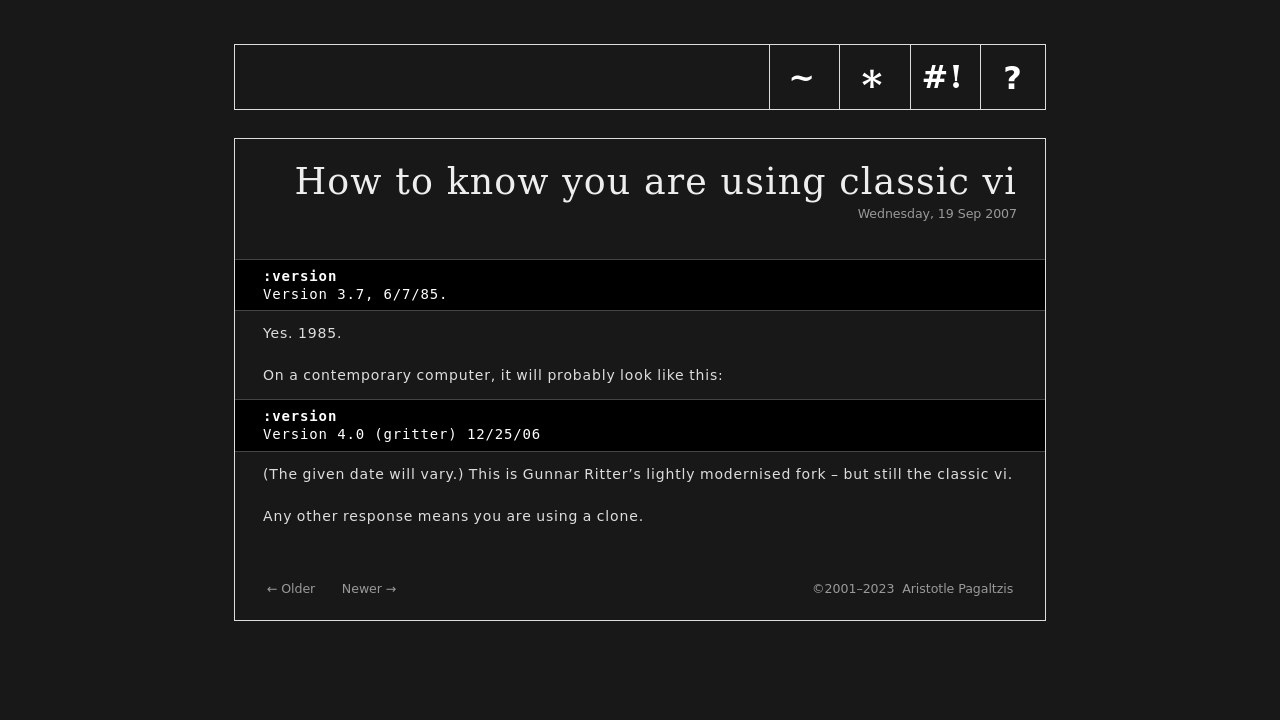 ~ * #! ?
How to know you are using classic vi
Wednesday, 19 Sep 2007
:version
Version 3.7, 6/7/85.
Yes. 1985.
On a contemporary computer, it will probably look like this:
:version
Version 4.0 (gritter) 12/25/06
(The given date will vary.) This is Gunnar Ritter’s lightly modernised fork – but still the classic vi.
Any other response means you are using a clone.
← Older Newer → ©2001–2023 Aristotle Pagaltzis